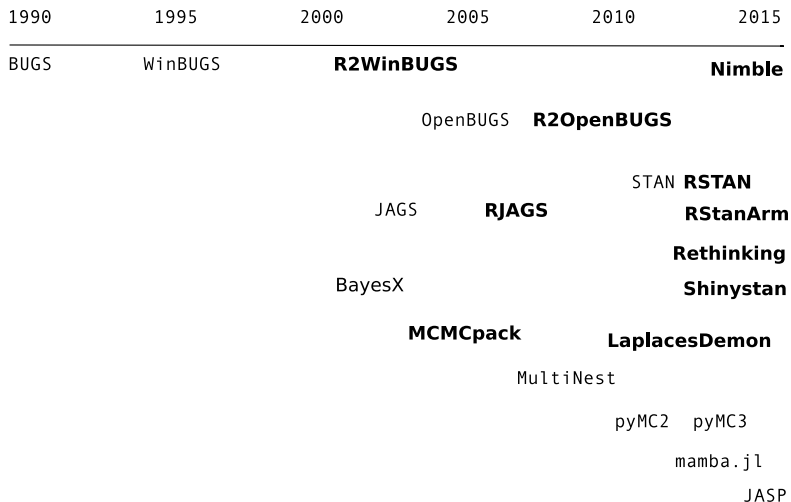 1990 1995 2000 2005 2010 2015
BUGS WinBUGS R2WinBUGS Nimble
OpenBUGS R2OpenBUGS
STAN RSTAN
JAGS RJAGS RStanArm
Rethinking
BayesX Shinystan
MCMCpack LaplacesDemon
MultiNest
pyMC2 pyMC3
mamba.jl
JASP